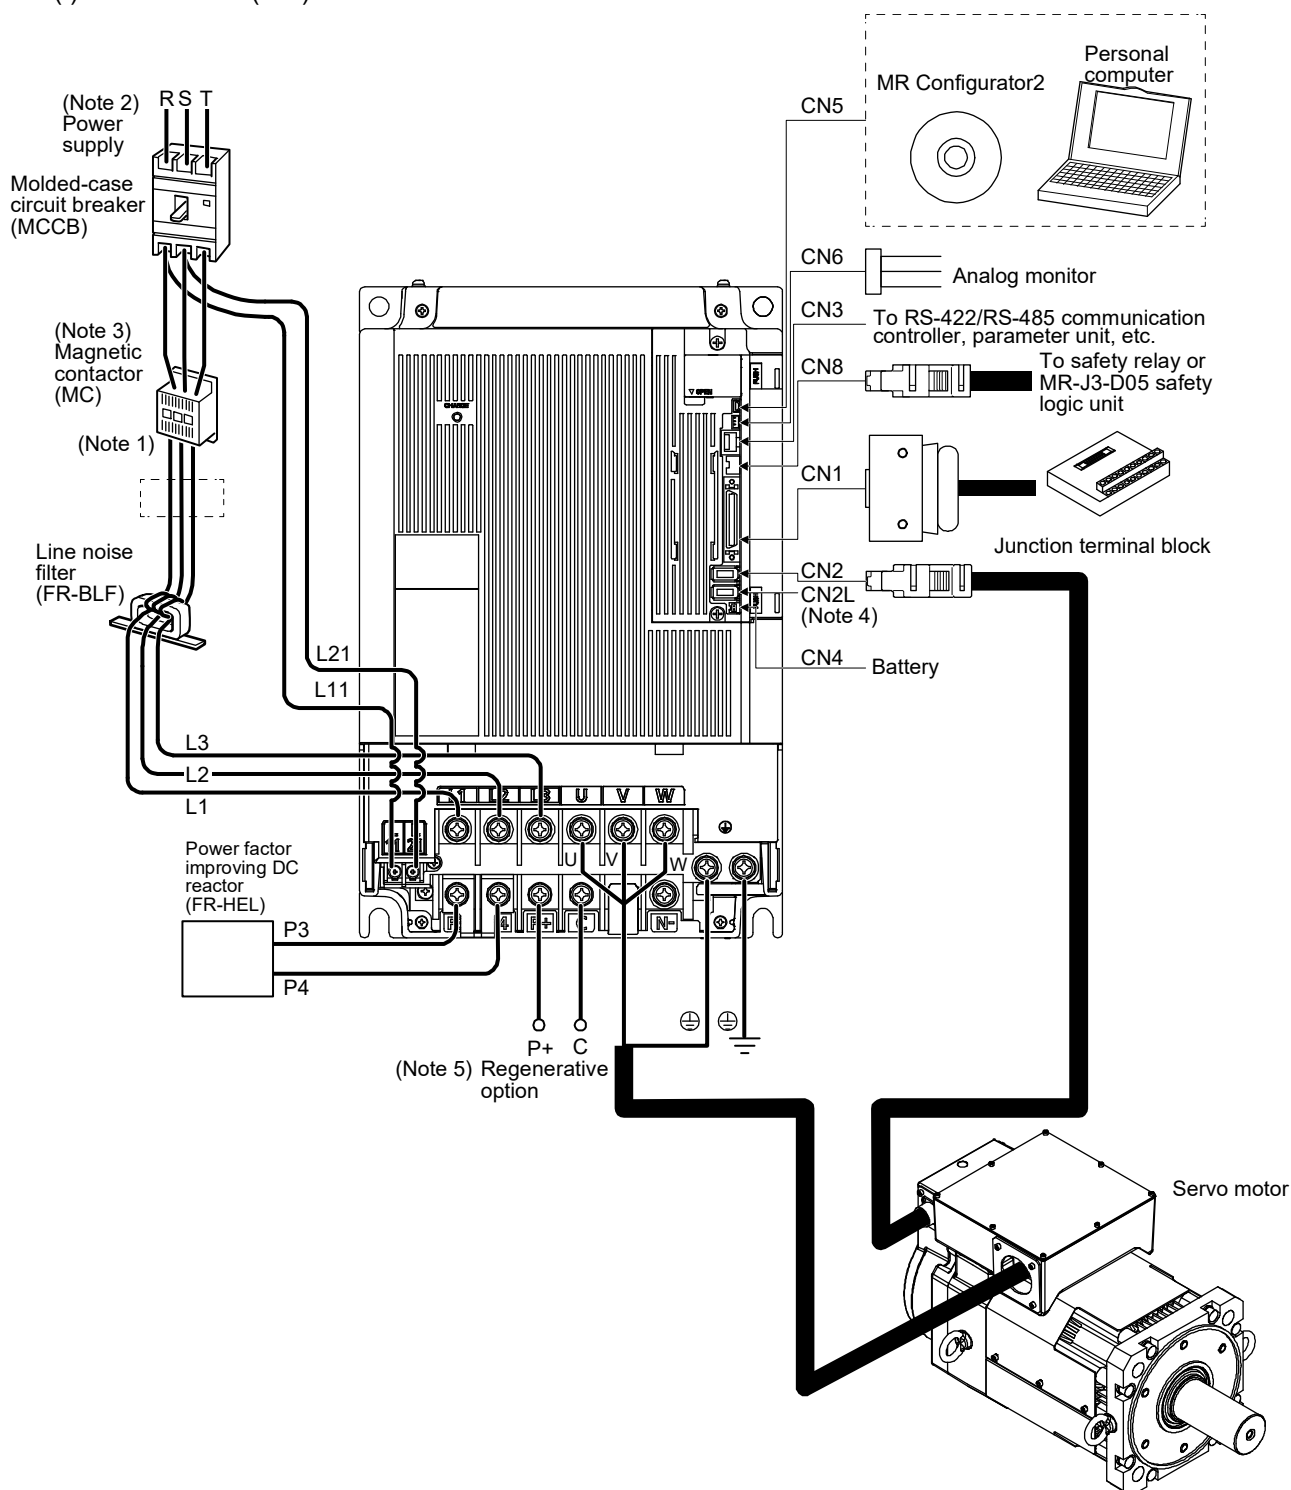 Personal
computer
MR Configurator2
CN5
(Note 2)
Power
supply
R S T
Molded-case
circuit breaker
(MCCB)
CN6
Analog monitor
CN3
To RS-422/RS-485 communication
controller, parameter unit, etc.
CN8
To safety relay or
MR-J3-D05 safety
logic unit
(Note 3)
Magnetic
contactor
(MC)
(Note 1)
OPEN
CHARGE
CN1
Junction terminal block
Line noise
filter
(FR-BLF)
CN2
CN2L
(Note 4)
CN4
Battery
L21
L11
L3
L2
L1
U V W
U V W
Power factor
improving DC
reactor
(FR-HEL)
P3
P4
C
N-
P+
C
(Note 5)
Regenerative
option
Servo motor